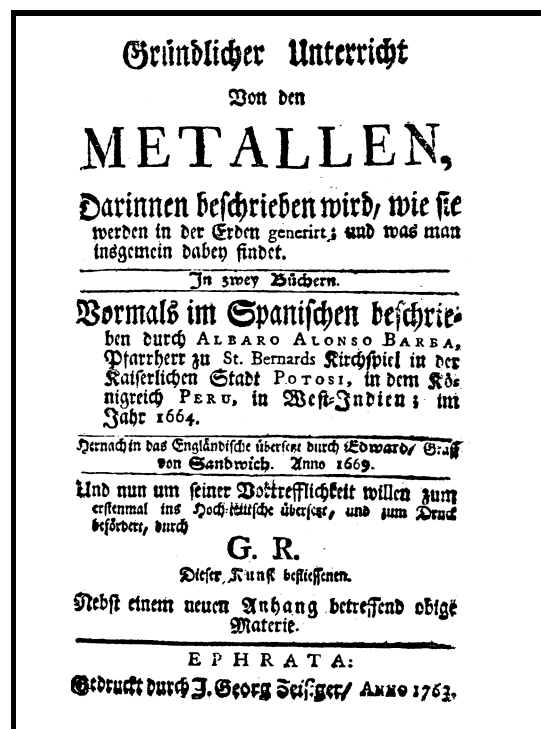 Gründlicher Unterricht
Von den
METALLEN,
Darinnen beschrieben wird, wie sie
werden in der Erden generirt; und was man
insgemein dabey findet.
In zwey Büchern.
Vormals im Spanischen beschrie-
ben durch ALBARO ALONSO BARBA,
Pfarrherr zu St. Bernards Kirchspiel in der
Kaiserlichen Stadt POTOSI, in dem Kö-
nigreich PERU, in West-Indien; im
Jahr 1664.
Hernach in das Engländische übersetzt durch Edward, Graff
von Sandwich. Anno 1669.
Und nun um seiner Vortrefflichkeit willen zum
erstenmal ins Hoch-teutsche übersetzt, und zum Druck
befördert, durch
G. R.
Dieser Kunst beflissenen.
Nebst einem neuen Anhang betreffend obige
Materie.
EPHRATA:
Gedruckt durch J. Georg Zeisiger, ANNO 1763.